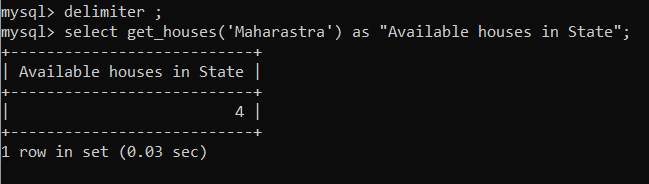 mysql> delimiter ;
mysql> select get_houses('Maharastra') as "Available houses in State";
+---------------------------+
| Available houses in State |
+---------------------------+
|                         4 |
+---------------------------+
1 row in set (0.03 sec)